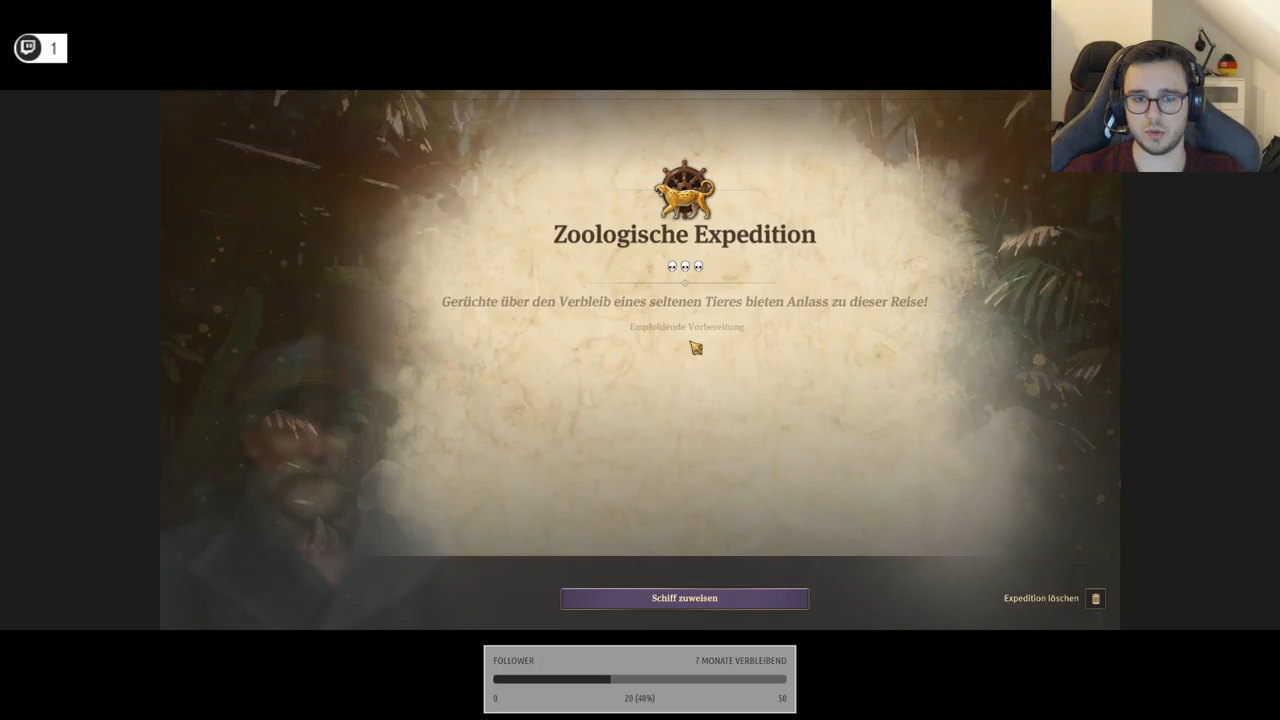 1
Zoologische Expedition
Gerüchte über den Verbleib eines seltenen Tieres bieten Anlass zu dieser Reise!
Empfohlende Vorbereitung
Schiff zuweisen
Expedition löschen
FOLLOWER 7 MONATE VERBLEIBEND
0 20 (40%) 50